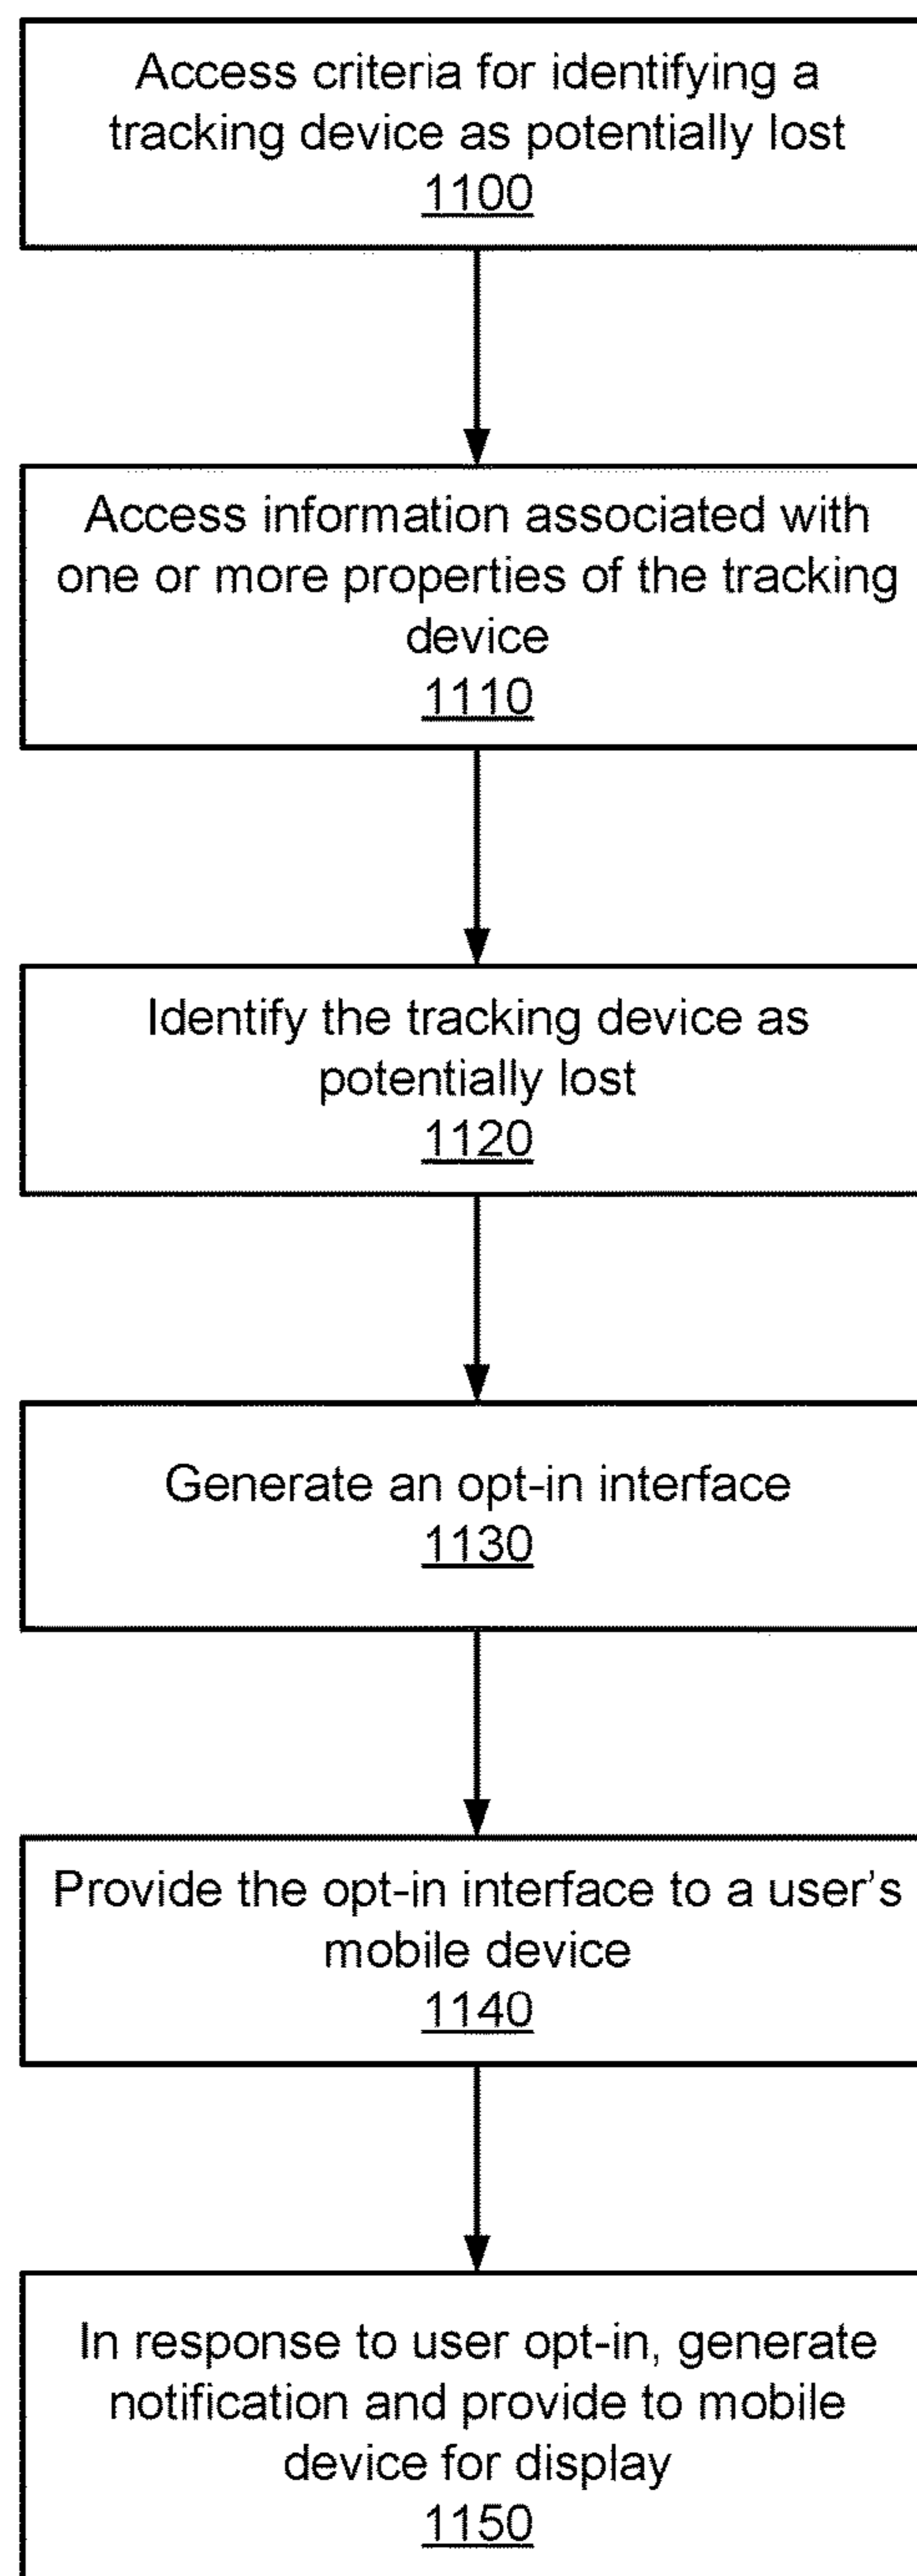 Access criteria for identifying a
tracking device as potentially lost
1100
Access information associated with
one or more properties of the tracking
device
1110
Identify the tracking device as
potentially lost
1120
Generate an opt-in interface
1130
Provide the opt-in interface to a user's
mobile device
1140
In response to user opt-in, generate
notification and provide to mobile
device for display
1150